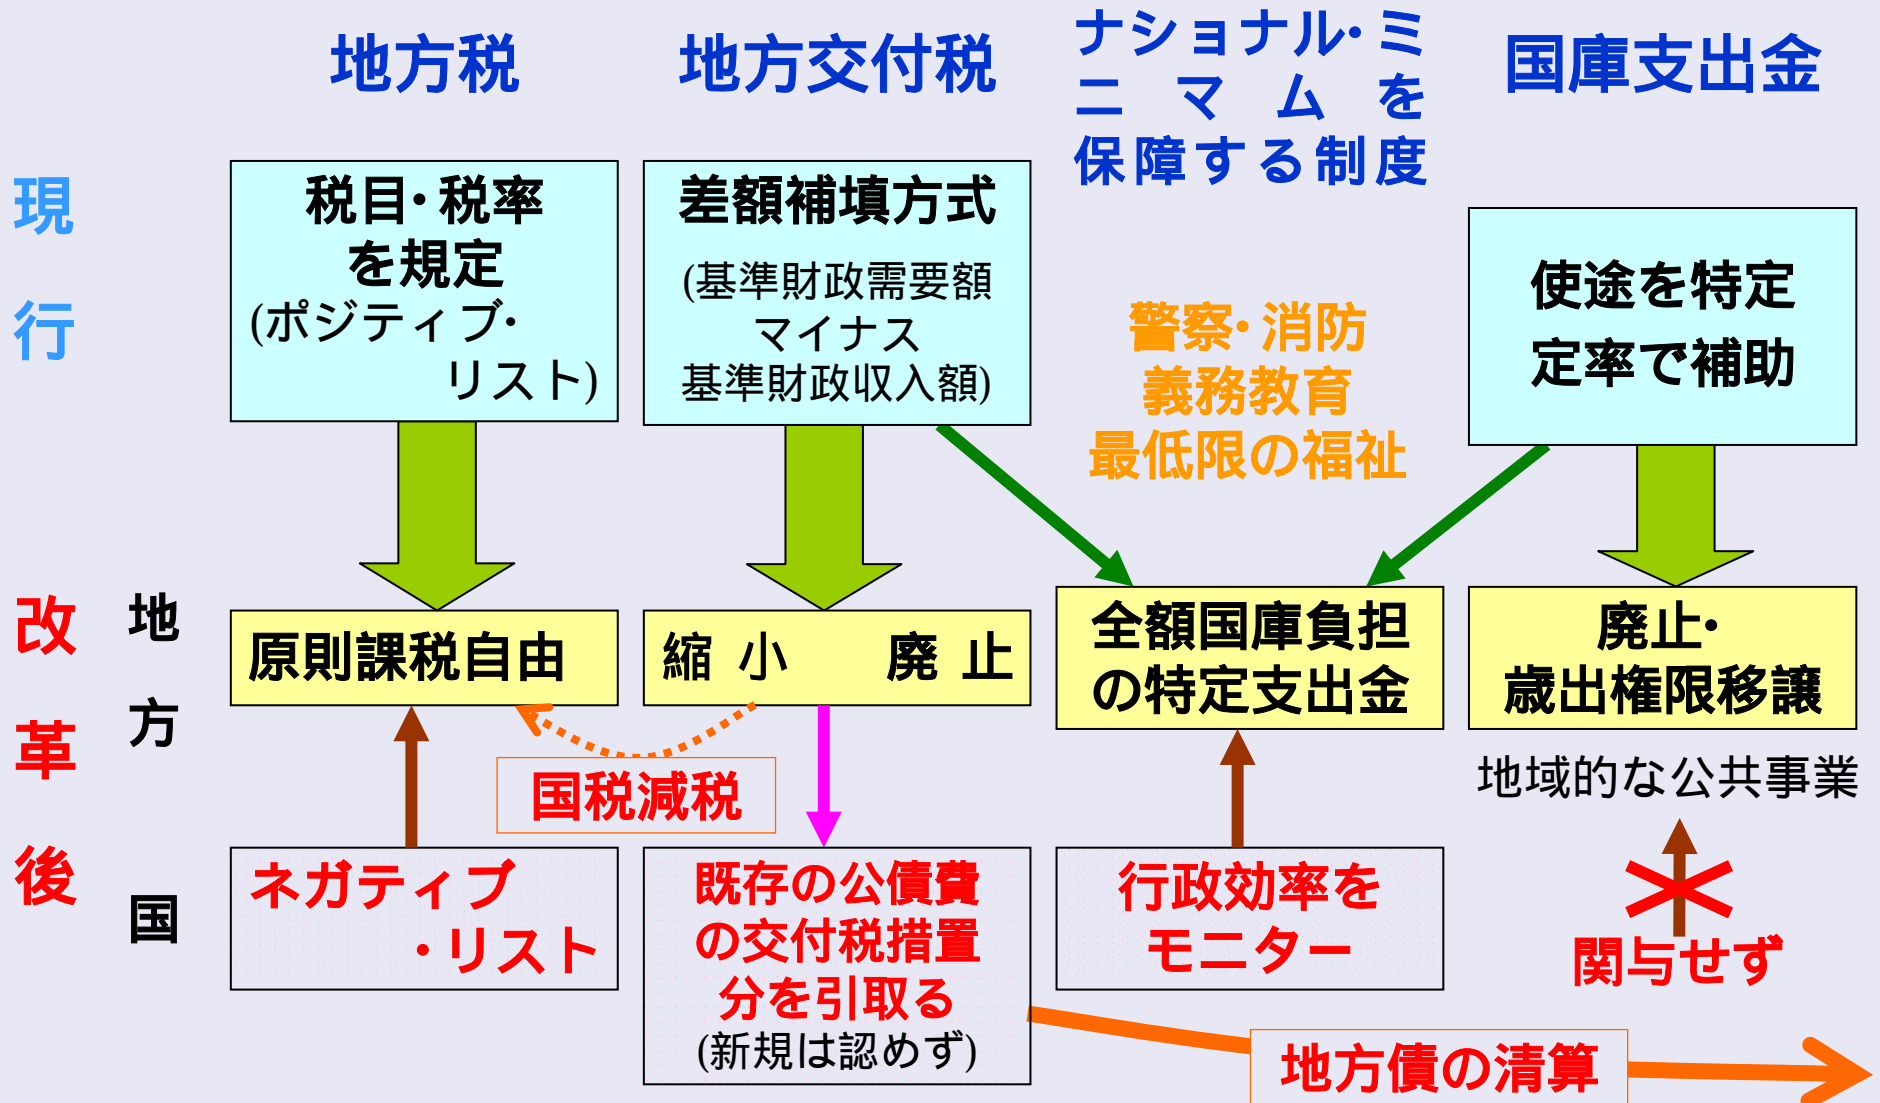 地方税
地方交付税
ナショナル・ミ
ニマムを
保障する制度
国庫支出金
現
行
税目・税率
を規定
(ポジティブ・
リスト)
差額補填方式
(基準財政需要額
マイナス
基準財政収入額)
警察・消防
義務教育
最低限の福祉
使途を特定
定率で補助
改
革
後
地
方
国
原則課税自由
縮小 廃止
全額国庫負担
の特定支出金
廃止・
歳出権限移譲
地域的な公共事業
国税減税
ネガティブ
・リスト
既存の公債費
の交付税措置
分を引取る
(新規は認めず)
行政効率を
モニター
関与せず
地方債の清算